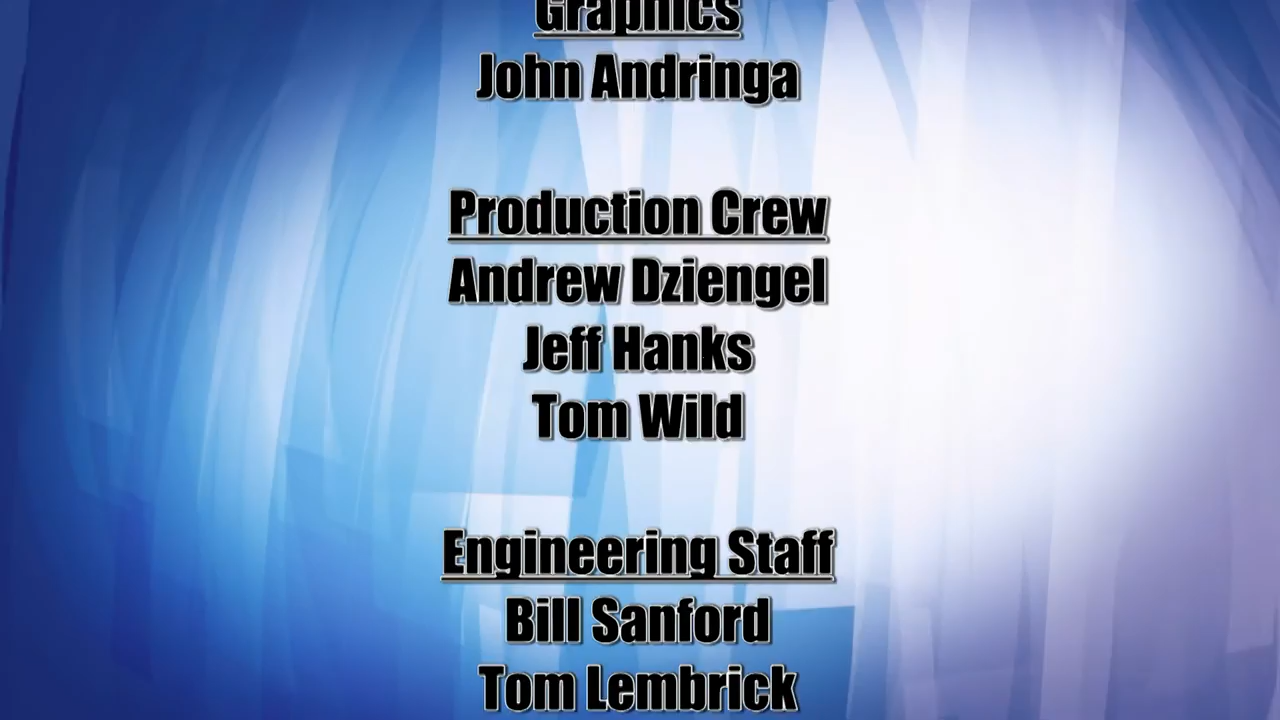 Graphics
John Andringa
Production Crew
Andrew Dziengel
Jeff Hanks
Tom Wild
Engineering Staff
Bill Sanford
Tom Lembrick